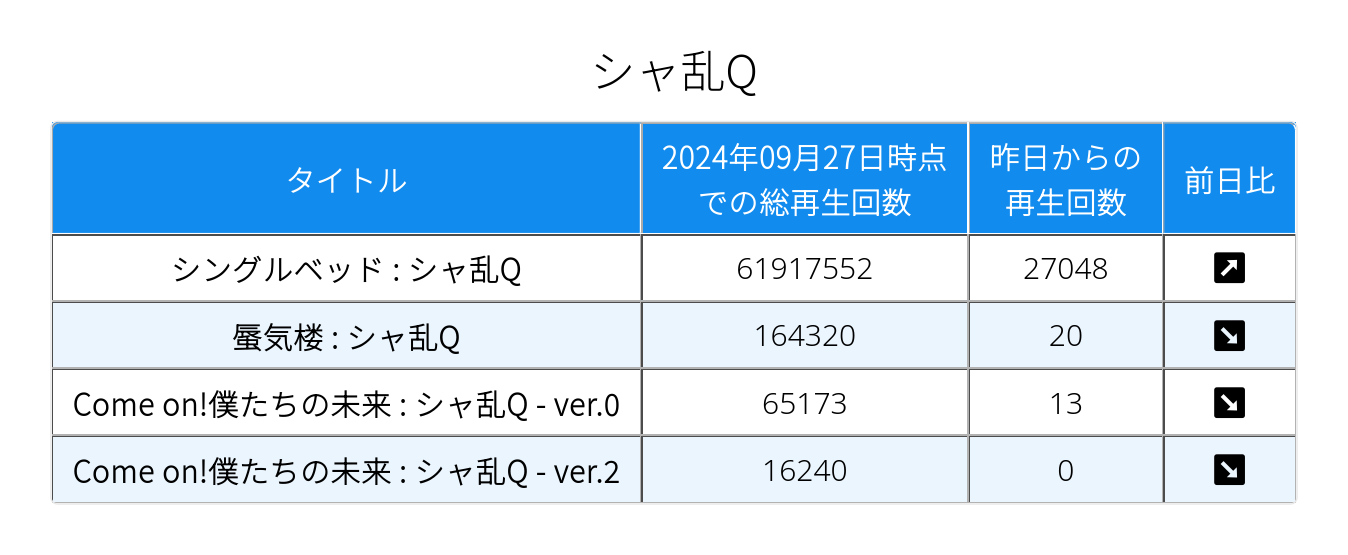 シャ乱Q
タイトル
2024年09月27日時点
での総再生回数
昨日からの
再生回数
前日比
シングルベッド : シャ乱Q
61917552
27048
↗
蜃気楼 : シャ乱Q
164320
20
↘
Come on!僕たちの未来 : シャ乱Q - ver.0
65173
13
↘
Come on!僕たちの未来 : シャ乱Q - ver.2
16240
0
↘